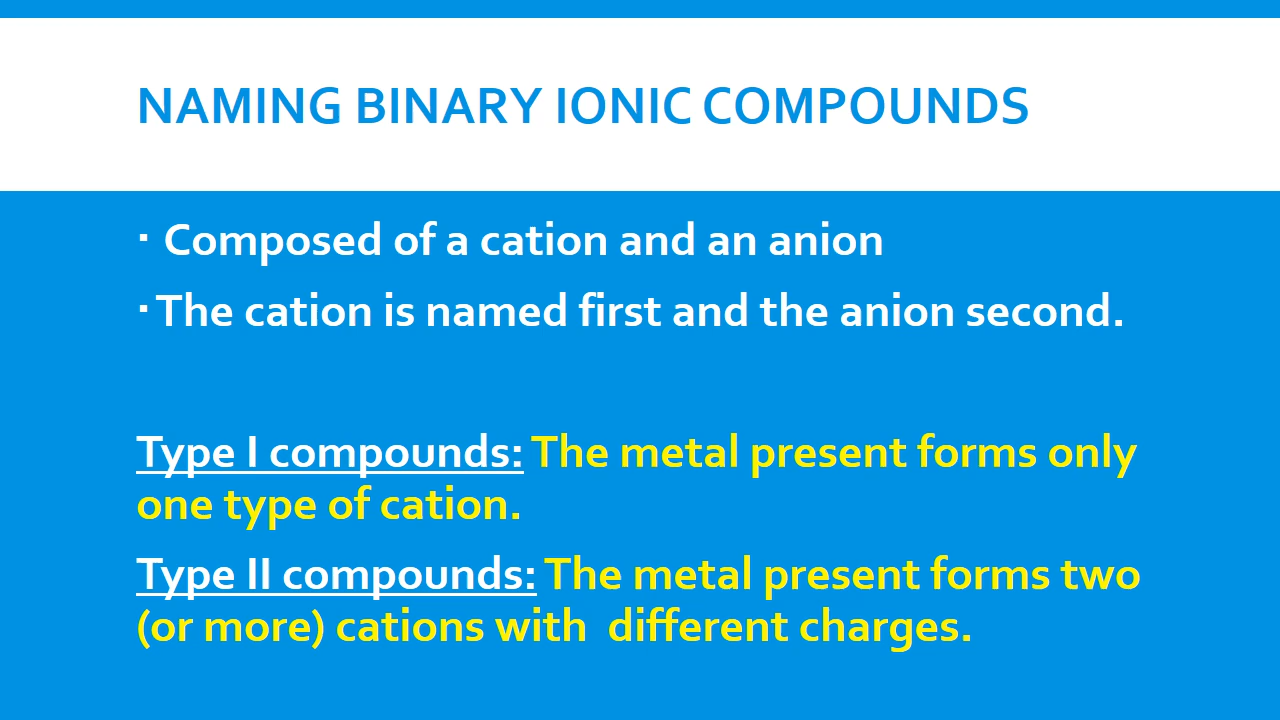 NAMING BINARY IONIC COMPOUNDS
▪ Composed of a cation and an anion
▪ The cation is named first and the anion second.
Type I compounds: The metal present forms only
one type of cation.
Type II compounds: The metal present forms two
(or more) cations with  different charges.